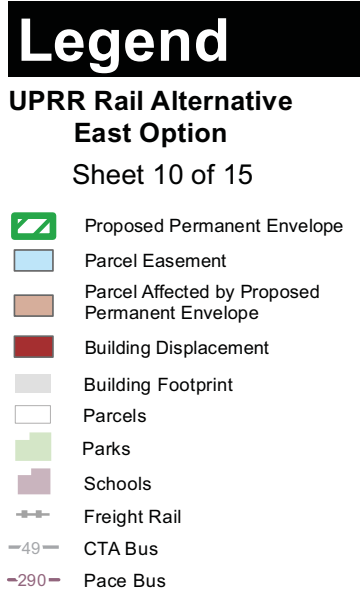 Legend
UPRR Rail Alternative
East Option
Sheet 10 of 15
Proposed Permanent Envelope
Parcel Easement
Parcel Affected by Proposed
Permanent Envelope
Building Displacement
Building Footprint
Parcels
Parks
Schools
Freight Rail
49 CTA Bus
290 Pace Bus